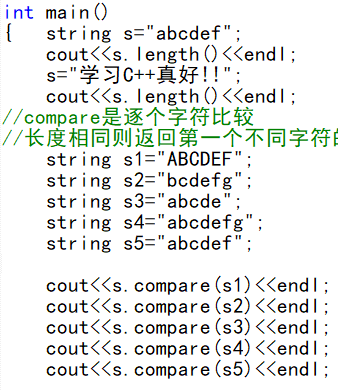 int main()
{   string s="abcdef";
    cout<<s.length()<<endl;
    s="学习C++真好!!";
    cout<<s.length()<<endl;
//compare是逐个字符比较
//长度相同则返回第一个不同字符的
    string s1="ABCDEF";
    string s2="bcdefg";
    string s3="abcde";
    string s4="abcdefg";
    string s5="abcdef";
    cout<<s.compare(s1)<<endl;
    cout<<s.compare(s2)<<endl;
    cout<<s.compare(s3)<<endl;
    cout<<s.compare(s4)<<endl;
    cout<<s.compare(s5)<<endl;